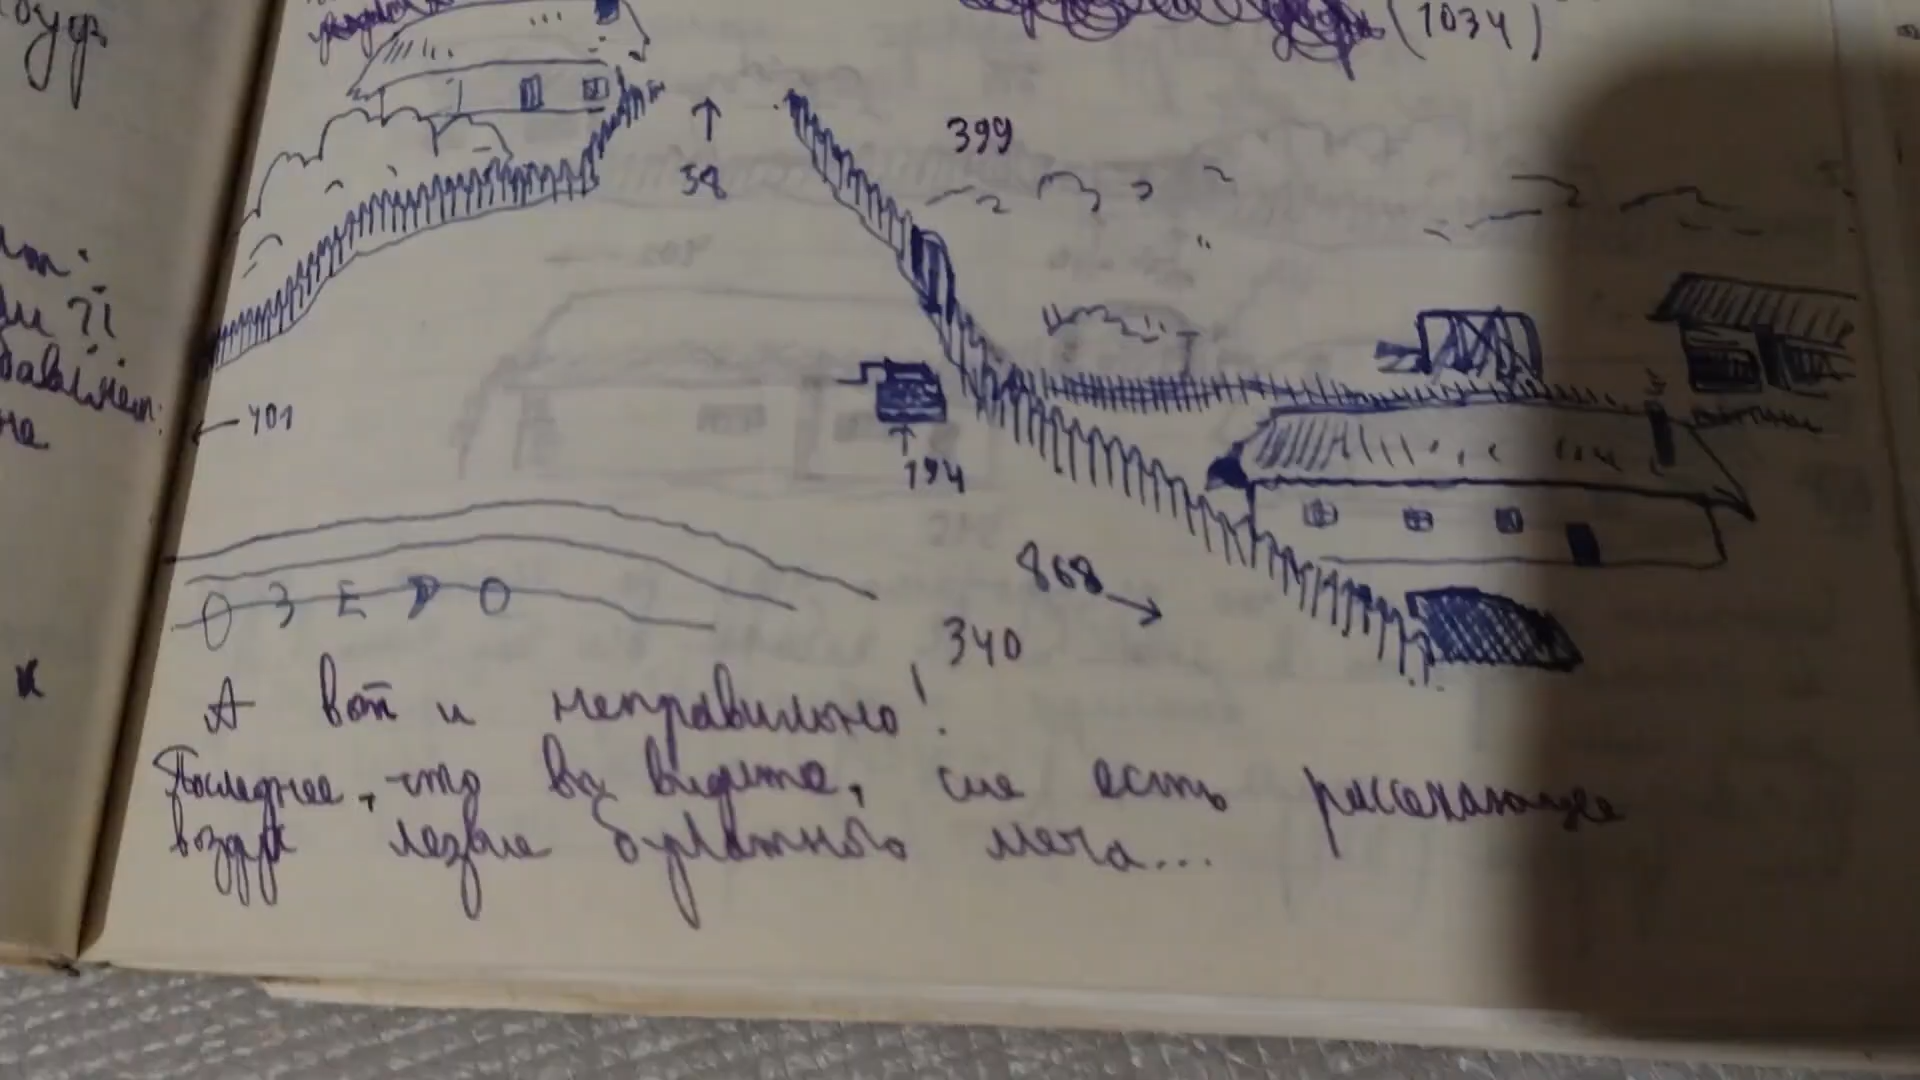 (1034)
399
58
← 401
194
868 →
ОЗЕРО
340
А вот и неправильно!
Последнее, что вы видите, сие есть рассекающее
воздух лезвие булатного меча...